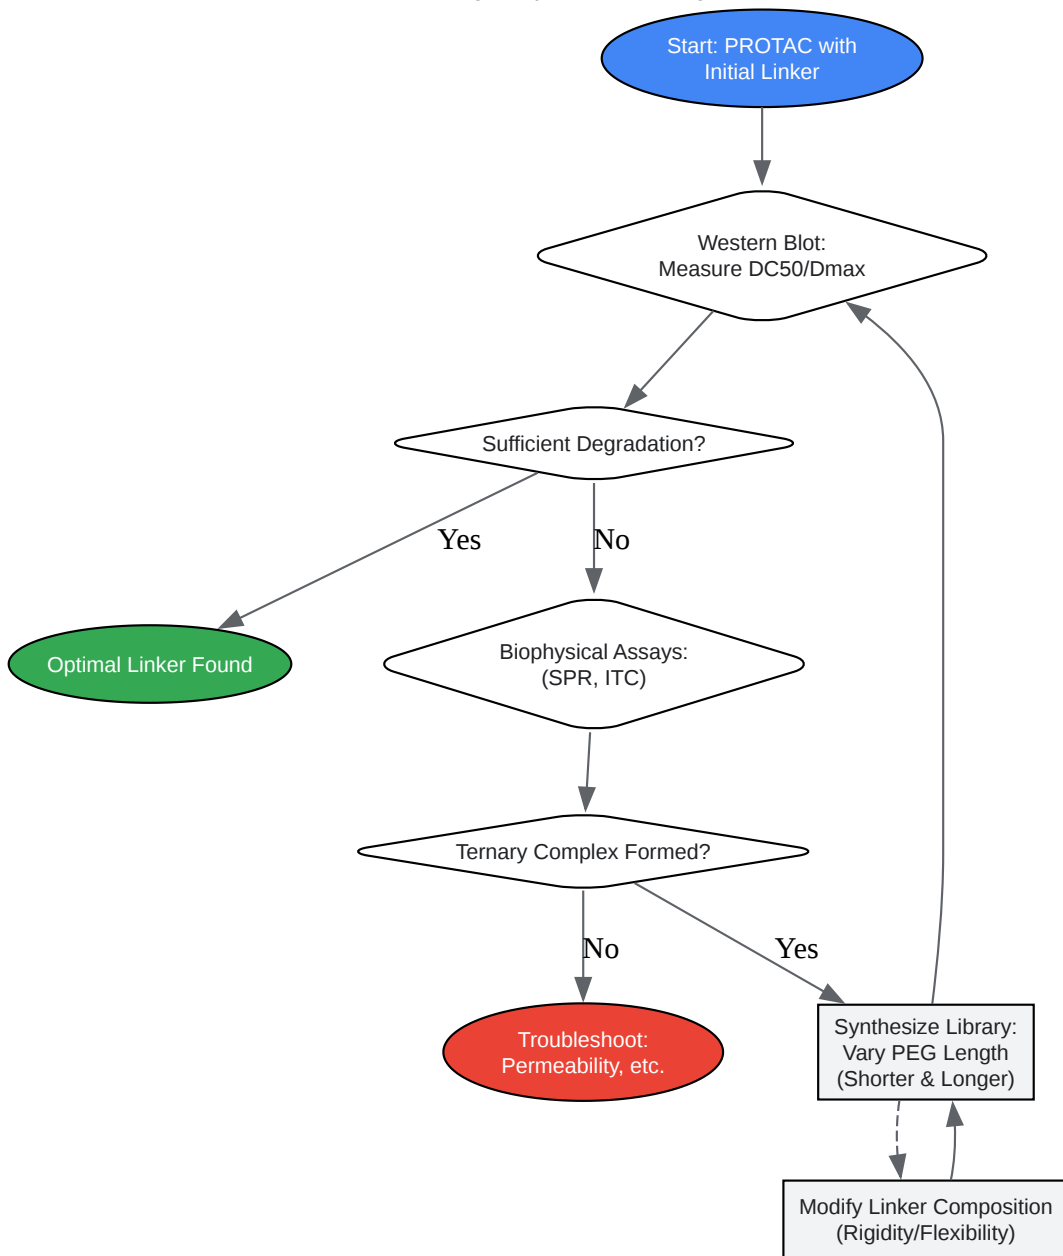 Start: PROTAC with
Initial Linker
Western Blot:
Measure DC50/Dmax
Sufficient Degradation?
Yes
No
Optimal Linker Found
Biophysical Assays:
(SPR, ITC)
Ternary Complex Formed?
No
Yes
Troubleshoot:
Permeability, etc.
Synthesize Library:
Vary PEG Length
(Shorter & Longer)
Modify Linker Composition
(Rigidity/Flexibility)